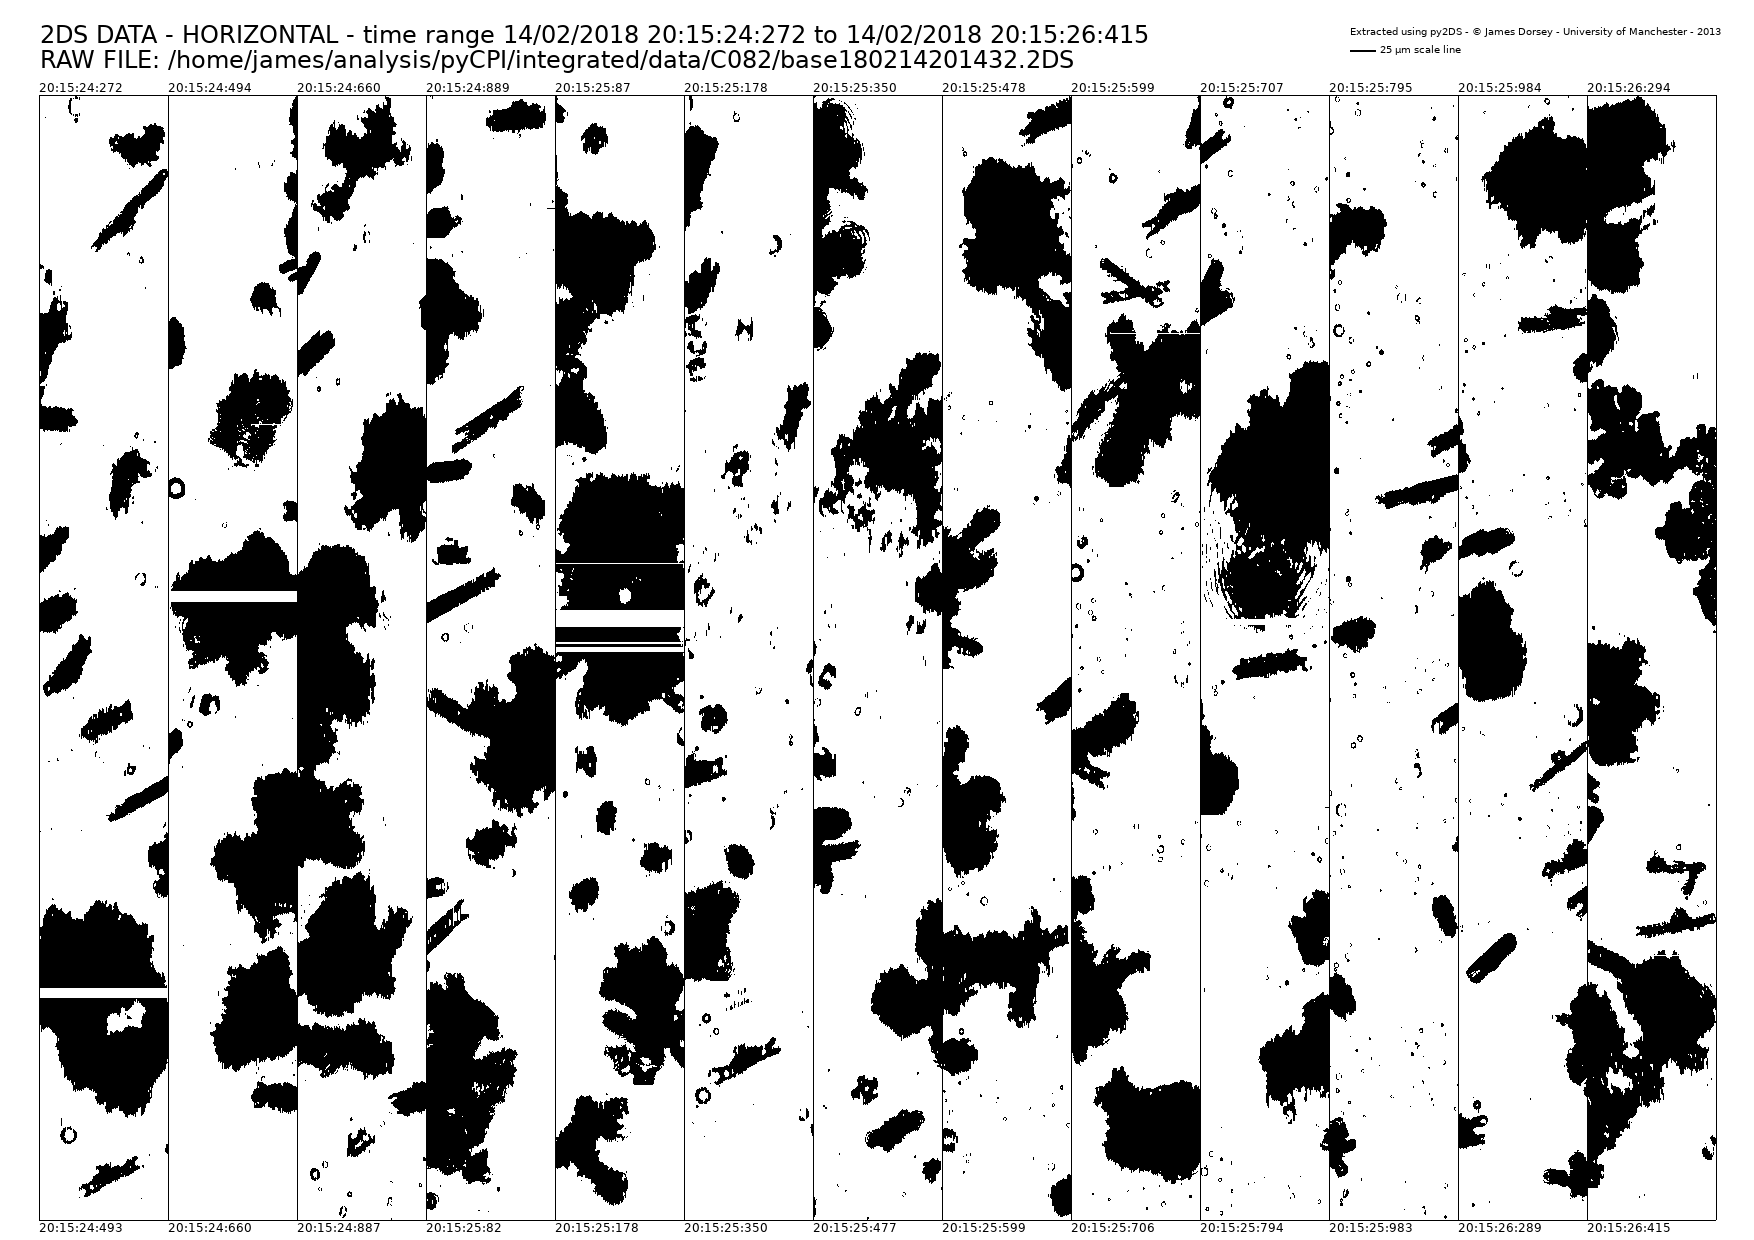 2DS DATA - HORIZONTAL - time range 14/02/2018 20:15:24:272 to 14/02/2018 20:15:26:415
RAW FILE: /home/james/analysis/pyCPI/integrated/data/C082/base180214201432.2DS
Extracted using py2DS - © James Dorsey - University of Manchester - 2013
25 µm scale line
20:15:24:272 20:15:24:494 20:15:24:660 20:15:24:889 20:15:25:87 20:15:25:178 20:15:25:350 20:15:25:478 20:15:25:599 20:15:25:707 20:15:25:795 20:15:25:984 20:15:26:294
20:15:24:493 20:15:24:660 20:15:24:887 20:15:25:82 20:15:25:178 20:15:25:350 20:15:25:477 20:15:25:599 20:15:25:706 20:15:25:794 20:15:25:983 20:15:26:289 20:15:26:415